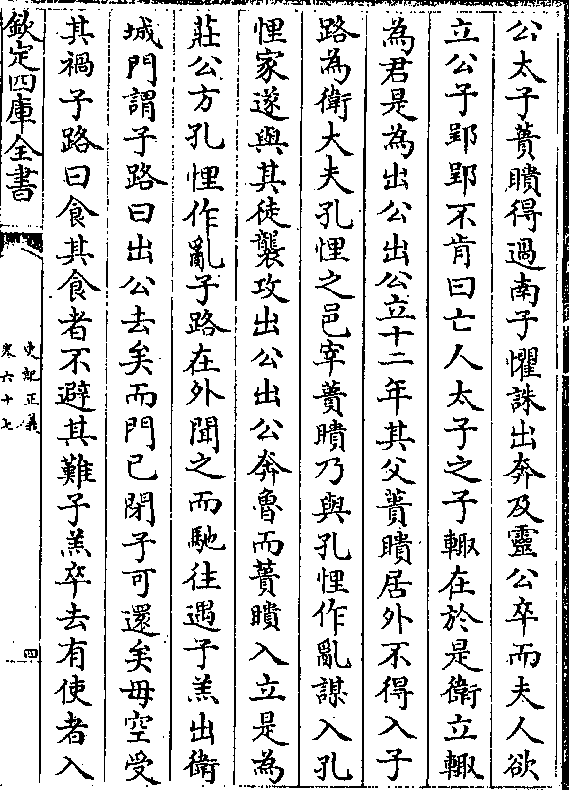 公太子蕢聵得過南子懼誅出奔及靈公卒而夫人欲
立公子郢郢不肯曰亡人太子之子輙在於是衛立輙
為君是為出公出公立十二年其父蕢聵居外不得入子
路為衛大夫孔悝之邑宰蕢聵乃與孔悝作亂謀入孔
悝家遂與其徒襲攻出公出公奔魯而蕢聵入立是為
莊公方孔悝作亂子路在外聞之而馳往遇子羔出衛
城門謂子路曰出公去矣而門已閉子可還矣毋空受
其禍子路曰食其食者不避其難子羔卒去有使者入
欽定四庫全書
史記正義
卷六十七
四